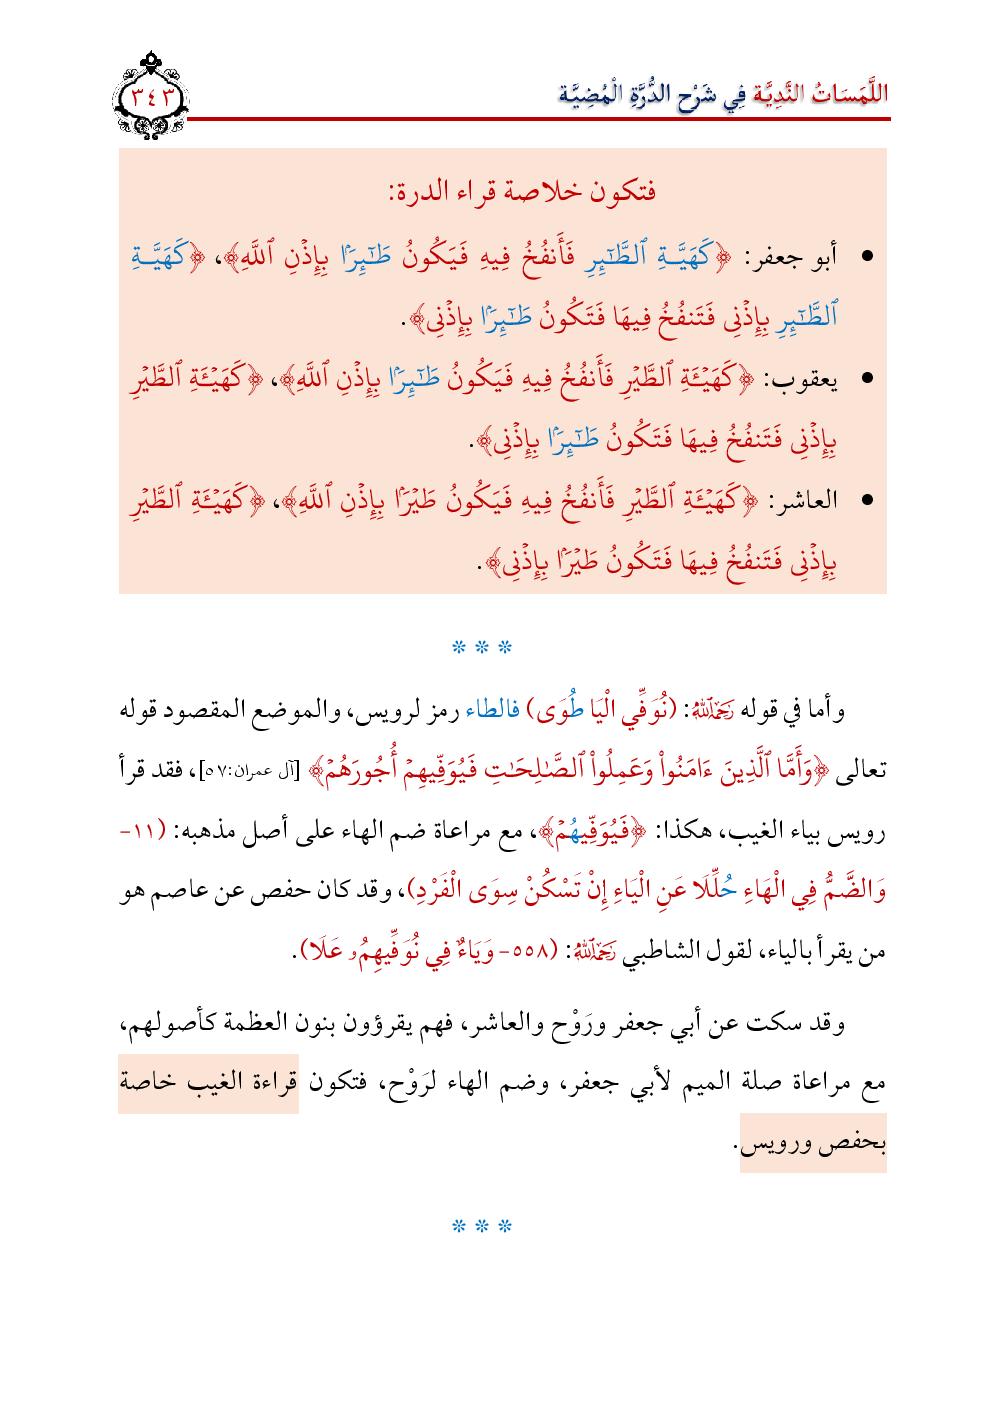 اللَّمَسَاتُ النَّدِيَّة فِي شَرْح الدُّرَّةِ الْمُضِيَّة
٣٤٣
فتكون خلاصة قراء الدرة:
• أبو جعفر: ﴿كَهَيَّةِ ٱلطَّـٰٓئِرِ فَأَنفُخُ فِيهِ فَيَكُونُ طَـٰٓئِرَۢا بِإِذْنِ ٱللَّهِ﴾، ﴿كَهَيَّةِ
ٱلطَّـٰٓئِرِ بِإِذْنِى فَتَنفُخُ فِيهَا فَتَكُونُ طَـٰٓئِرَۢا بِإِذْنِى﴾.
• يعقوب: ﴿كَهَيْـَٔةِ ٱلطَّيْرِ فَأَنفُخُ فِيهِ فَيَكُونُ طَـٰٓئِرَۢا بِإِذْنِ ٱللَّهِ﴾، ﴿كَهَيْـَٔةِ ٱلطَّيْرِ
بِإِذْنِى فَتَنفُخُ فِيهَا فَتَكُونُ طَـٰٓئِرَۢا بِإِذْنِى﴾.
• العاشر: ﴿كَهَيْـَٔةِ ٱلطَّيْرِ فَأَنفُخُ فِيهِ فَيَكُونُ طَيْرَۢا بِإِذْنِ ٱللَّهِ﴾، ﴿كَهَيْـَٔةِ ٱلطَّيْرِ
بِإِذْنِى فَتَنفُخُ فِيهَا فَتَكُونُ طَيْرَۢا بِإِذْنِى﴾.
* * *
وأما في قوله رَحِمَهُ ٱللَّهُ: (نُوَفِّي الْيَا طُوَى) فالطاء رمز لرويس، والموضع المقصود قوله
تعالى ﴿وَأَمَّا ٱلَّذِينَ ءَامَنُوا۟ وَعَمِلُوا۟ ٱلصَّـٰلِحَـٰتِ فَيُوَفِّيهِمْ أُجُورَهُمْ﴾ [آل عمران:٥٧]، فقد قرأ
رويس بياء الغيب، هكذا: ﴿فَيُوَفِّيهُمْ﴾، مع مراعاة ضم الهاء على أصل مذهبه: (١١-
وَالضَّمُّ فِي الْهَاءِ حُلِّلَا عَنِ الْيَاءِ إِنْ تَسْكُنْ سِوَى الْفَرْدِ)، وقد كان حفص عن عاصم هو
من يقرأ بالياء، لقول الشاطبي رَحِمَهُ ٱللَّهُ: (٥٥٨- وَيَاءٌ فِي نُوَفِّيهِمُۥ عَلَا).
وقد سكت عن أبي جعفر ورَوْح والعاشر، فهم يقرؤون بنون العظمة كأصولهم،
مع مراعاة صلة الميم لأبي جعفر، وضم الهاء لرَوْح، فتكون قراءة الغيب خاصة
بحفص ورويس.
* * *